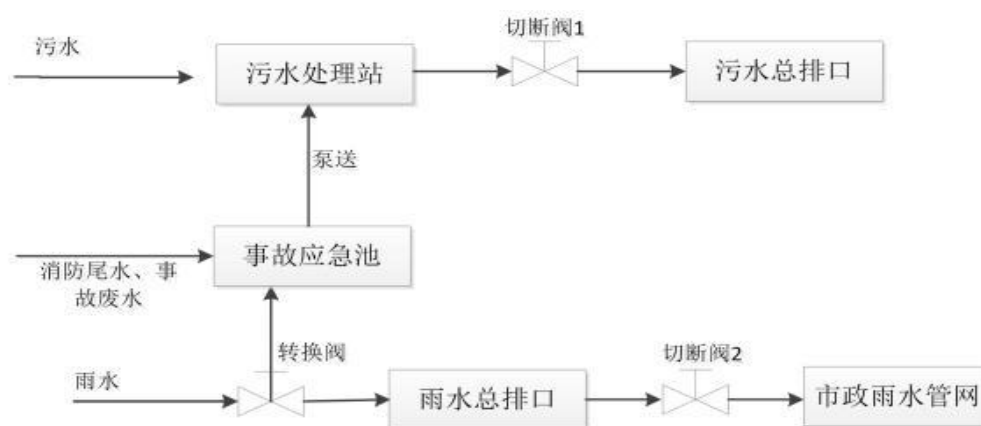 污水
切断阀1
污水处理站
污水总排口
泵送
事故应急池
消防尾水、事
故废水
转换阀
切断阀2
雨水
雨水总排口
市政雨水管网